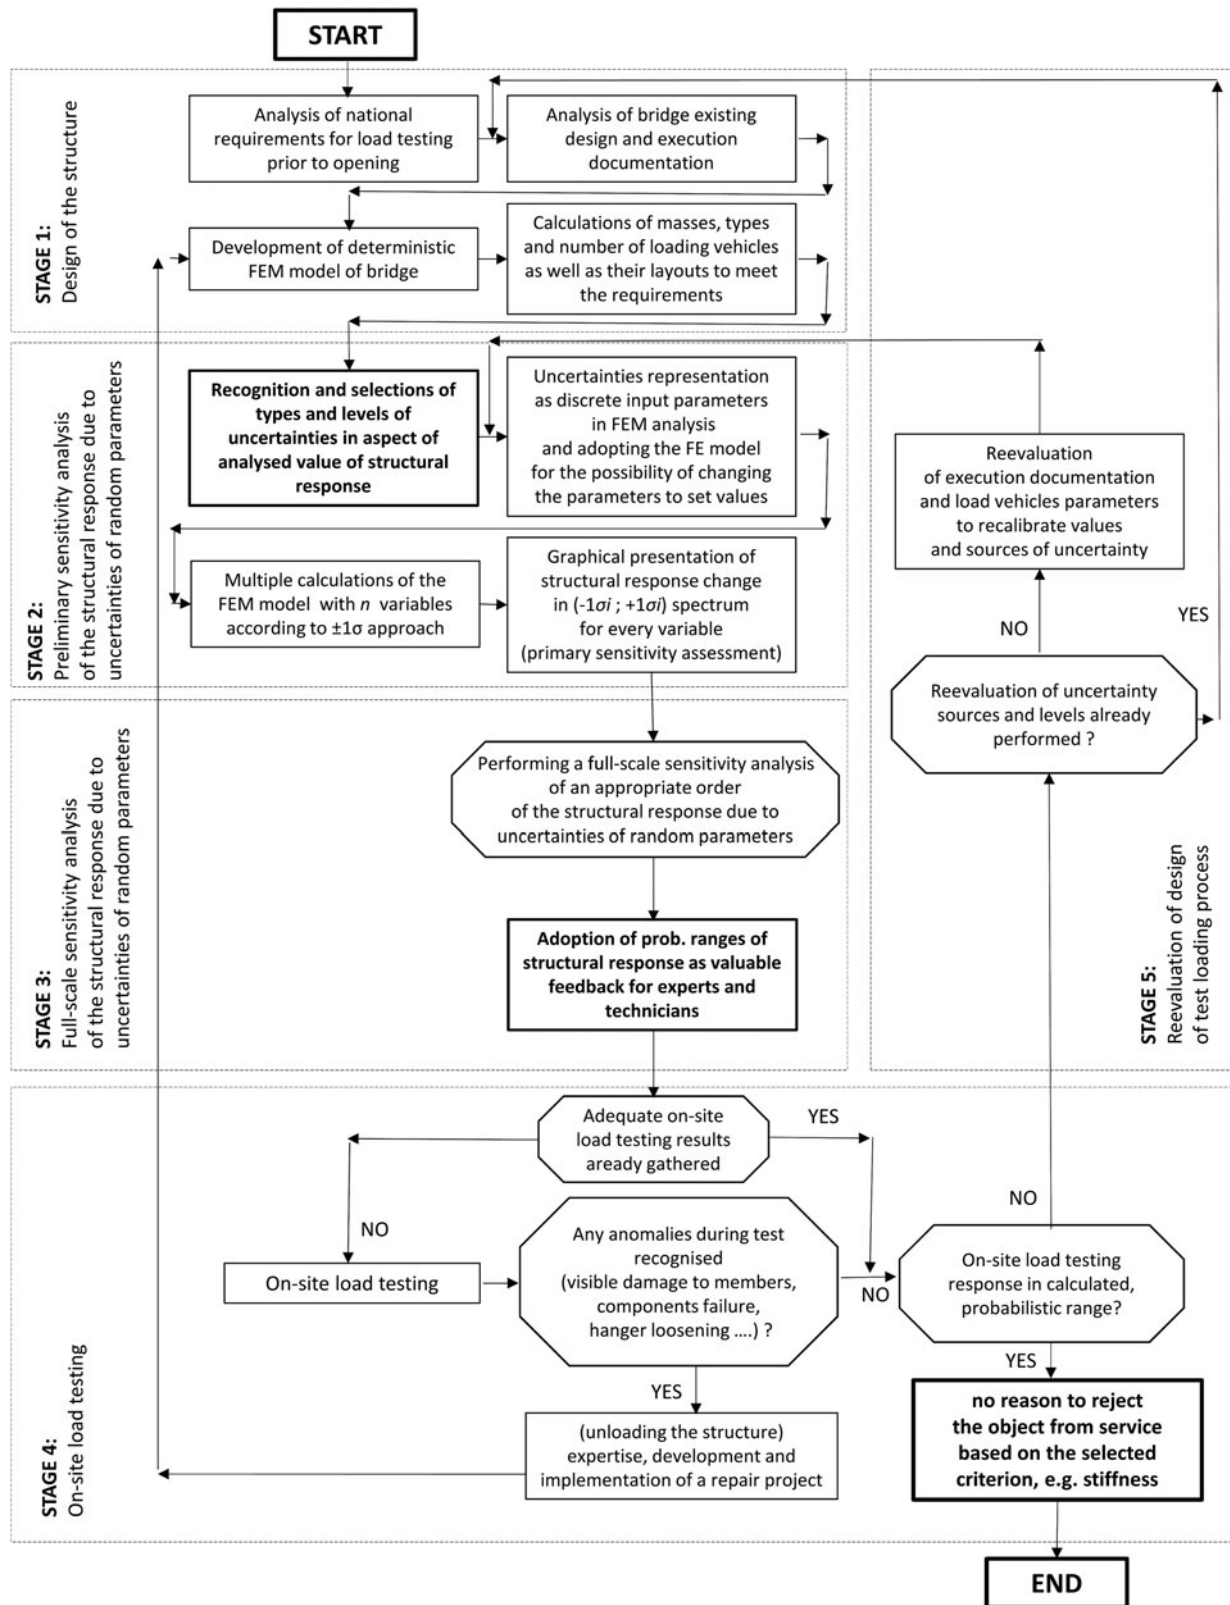 START
STAGE 1:
Design of the structure
Analysis of national
requirements for load testing
prior to opening
Analysis of bridge existing
design and execution
documentation
Development of deterministic
FEM model of bridge
Calculations of masses, types
and number of loading vehicles
as well as their layouts to meet
the requirements
STAGE 2:
Preliminary sensitivity analysis
of the structural response due to
uncertainties of random parameters
Recognition and selections of
types and levels of
uncertainties in aspect of
analysed value of structural
response
Uncertainties representation
as discrete input parameters
in FEM analysis
and adopting the FE model
for the possibility of changing
the parameters to set values
Multiple calculations of the
FEM model with n variables
according to ±1σ approach
Graphical presentation of
structural response change
in (-1σi ; +1σi) spectrum
for every variable
(primary sensitivity assessment)
STAGE 3:
Full-scale sensitivity analysis
of the structural response due to
uncertainties of random parameters
Performing a full-scale sensitivity analysis
of an appropriate order
of the structural response due to
uncertainties of random parameters
Adoption of prob. ranges of
structural response as valuable
feedback for experts and
technicians
STAGE 5:
Reevaluation of design
of test loading process
Reevaluation
of execution documentation
and load vehicles parameters
to recalibrate values
and sources of uncertainty
NO
YES
Reevaluation of uncertainty
sources and levels already
performed ?
STAGE 4:
On-site load testing
Adequate on-site
load testing results
aready gathered
YES
NO
On-site load testing
Any anomalies during test
recognised
(visible damage to members,
components failure,
hanger loosening ....) ?
NO
YES
(unloading the structure)
expertise, development and
implementation of a repair project
NO
On-site load testing
response in calculated,
probabilistic range?
YES
no reason to reject
the object from service
based on the selected
criterion, e.g. stiffness
END